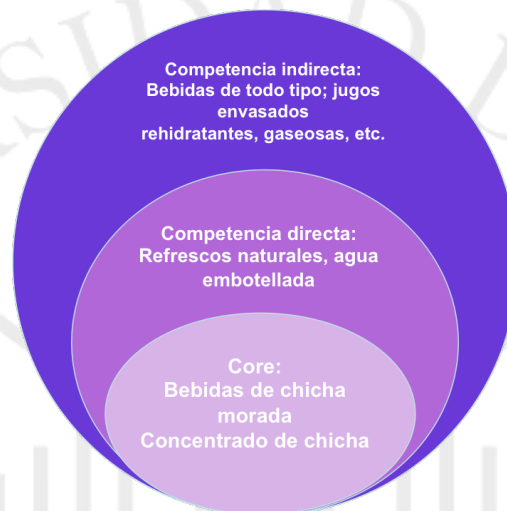 Competencia indirecta:
Bebidas de todo tipo; jugos
envasados
rehidratantes, gaseosas, etc.
Competencia directa:
Refrescos naturales, agua
embotellada
Core:
Bebidas de chicha
morada
Concentrado de chicha